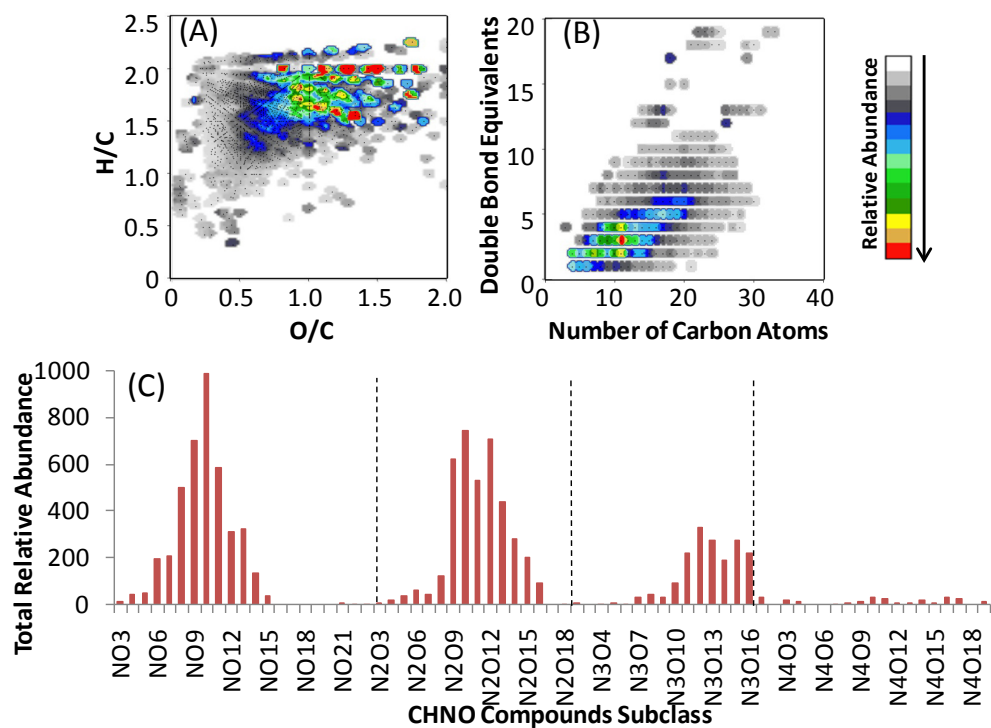 (A)
2.5
2.0
1.5
1.0
0.5
0
H/C
0
0.5
1.0
1.5
2.0
O/C
(B)
20
15
10
5
0
Double Bond Equivalents
0
10
20
30
40
Number of Carbon Atoms
Relative Abundance
(C)
1000
800
600
400
200
0
Total Relative Abundance
NO3
NO6
NO9
NO12
NO15
NO18
NO21
N2O3
N2O6
N2O9
N2O12
N2O15
N2O18
N3O4
N3O7
N3O10
N3O13
N3O16
N4O3
N4O6
N4O9
N4O12
N4O15
N4O18
CHNO Compounds Subclass